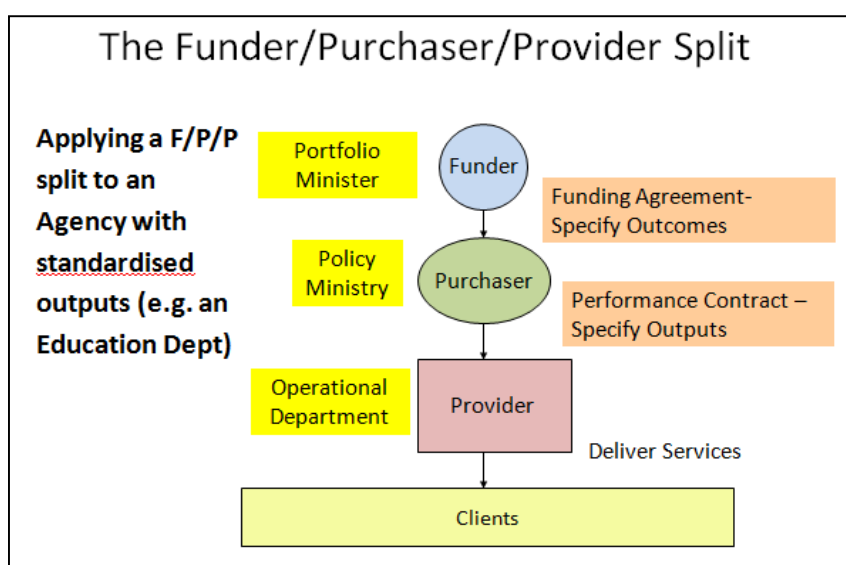 The Funder/Purchaser/Provider Split
Applying a F/P/P
split to an
Agency with
standardised
outputs (e.g. an
Education Dept)
Portfolio
Minister
Funder
Funding Agreement-
Specify Outcomes
Policy
Ministry
Purchaser
Performance Contract –
Specify Outputs
Operational
Department
Provider
Deliver Services
Clients